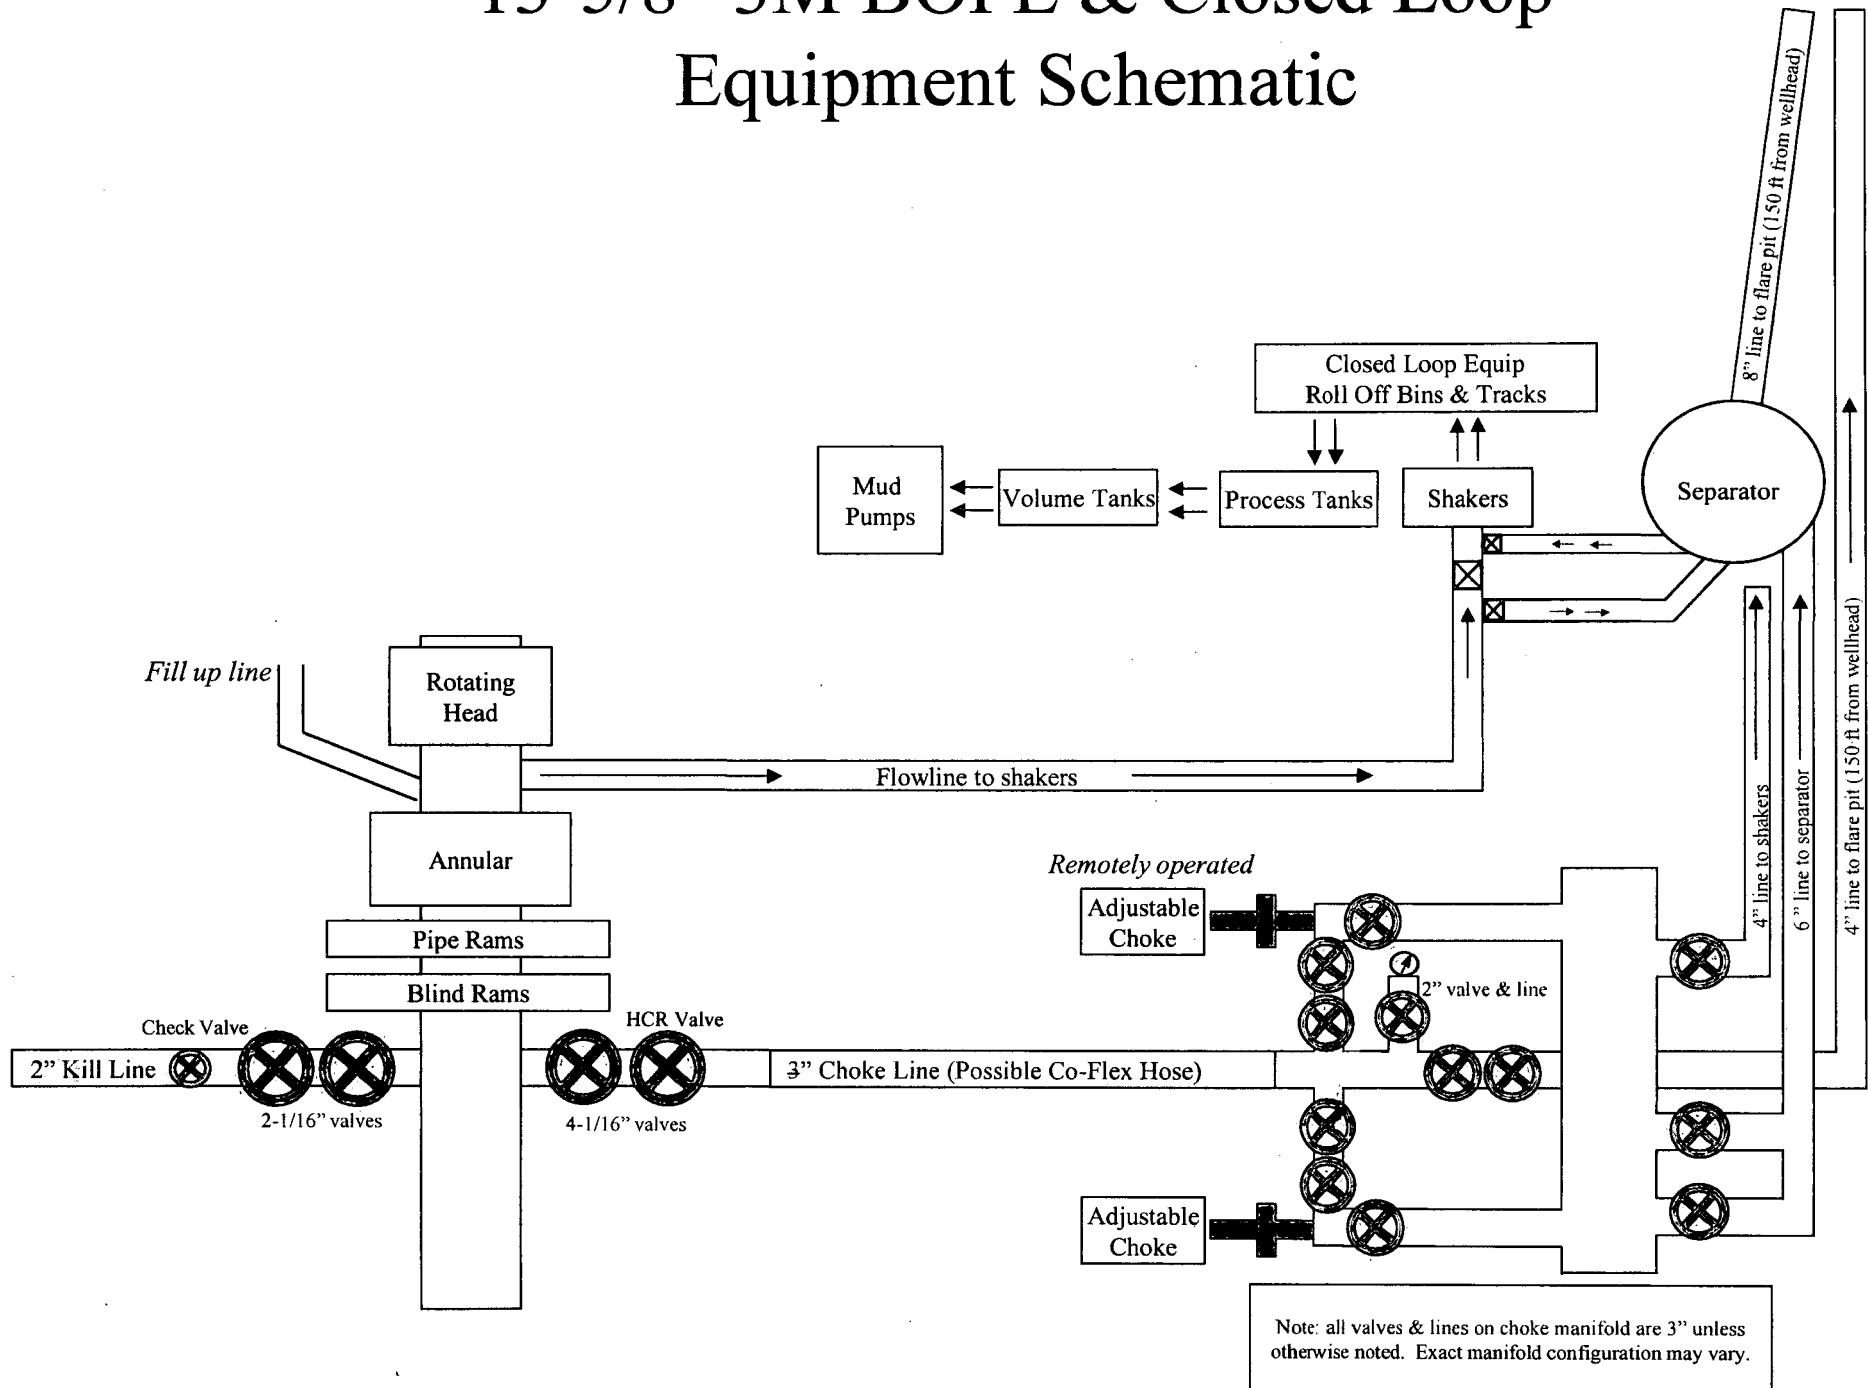 Equipment Schematic
8” line to flare pit (150 ft from wellhead)
Closed Loop Equip
Roll Off Bins & Tracks
Mud
Pumps
Volume Tanks
Process Tanks
Shakers
Separator
Fill up line
Rotating
Head
Flowline to shakers
Annular
Pipe Rams
Blind Rams
Check Valve
HCR Valve
2” Kill Line
3” Choke Line (Possible Co-Flex Hose)
2-1/16” valves
4-1/16” valves
Remotely operated
Adjustable
Choke
2” valve & line
Adjustable
Choke
4” line to shakers
6” line to separator
4” line to flare pit (150 ft from wellhead)
Note: all valves & lines on choke manifold are 3” unless
otherwise noted. Exact manifold configuration may vary.